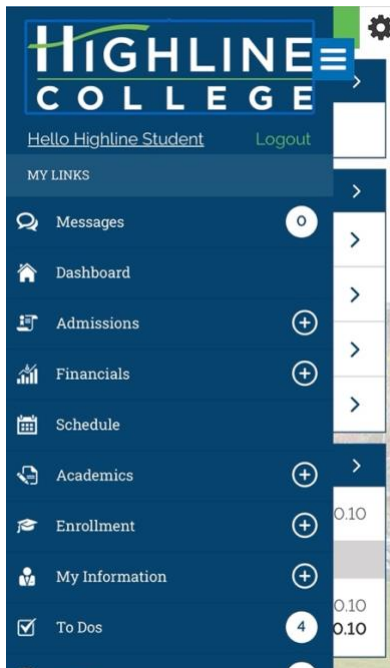 HIGHLINE
COLLEGE
Hello Highline Student Logout
MY LINKS
Messages 0
Dashboard
Admissions
Financials
Schedule
Academics
0.10
Enrollment
My Information
0.10
To Dos 4 0.10